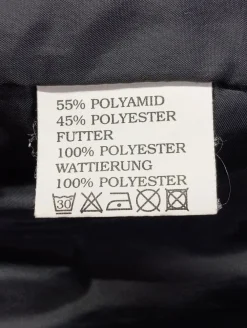 55% POLYAMID
45% POLYESTER
FUTTER
100% POLYESTER
WATTIERUNG
100% POLYESTER
30